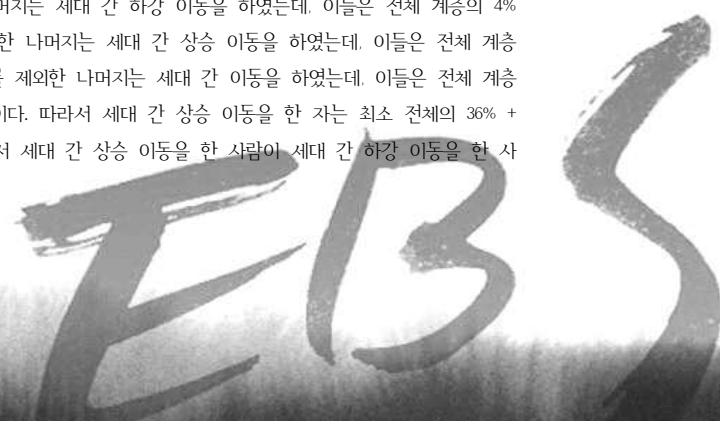 머지는 세대 간 하강 이동을 하였는데, 이들은 전체 계층의 4%
한 나머지는 세대 간 상승 이동을 하였는데, 이들은 전체 계층
제외한 나머지는 세대 간 이동을 하였는데, 이들은 전체 계층
이다. 따라서 세대 간 상승 이동을 한 자는 최소 전체의 36% +
서 세대 간 상승 이동을 한 사람이 세대 간 하강 이동을 한 사
EBS